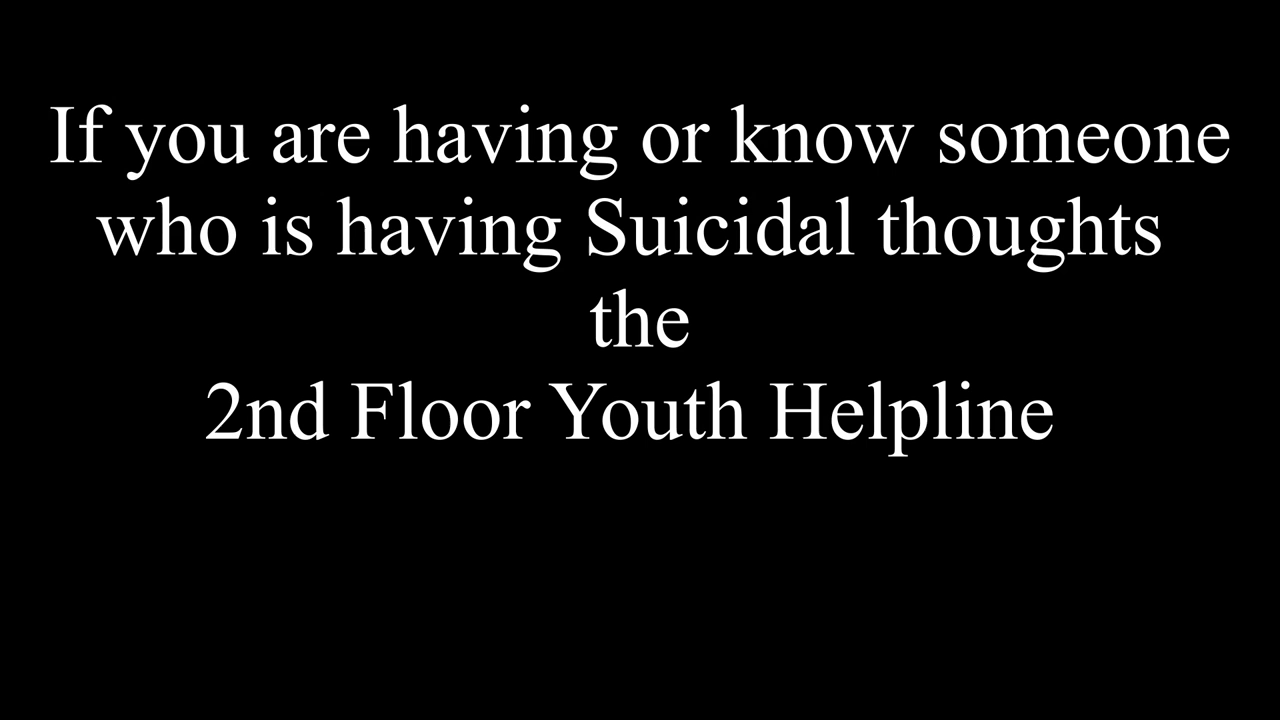 If you are having or know someone
who is having Suicidal thoughts
the
2nd Floor Youth Helpline